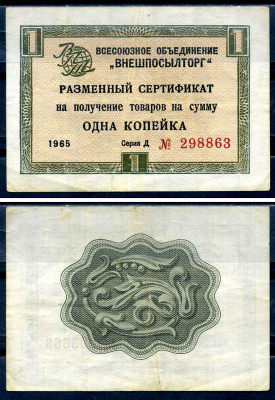 1
1
ВСЕСОЮЗНОЕ ОБЪЕДИНЕНИЕ
„ВНЕШПОСЫЛТОРГ"
РАЗМЕННЫЙ СЕРТИФИКАТ
на получение товаров на сумму
ОДНА КОПЕЙКА
1965 Серия Д № 298863
1